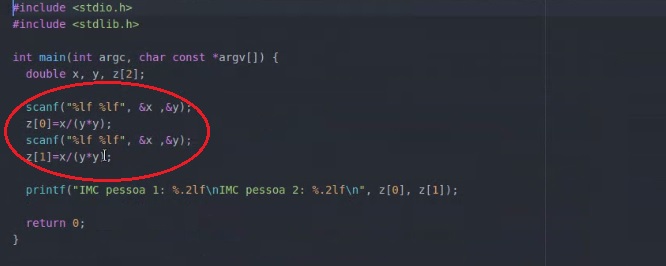 #include <stdio.h>
#include <stdlib.h>
int main(int argc, char const *argv[]) {
double x, y, z[2];
scanf("%lf %lf", &x ,&y);
z[0]=x/(y*y);
scanf("%lf %lf", &x ,&y);
z[1]=x/(y*y);
printf("IMC pessoa 1: %.2lf\nIMC pessoa 2: %.2lf\n", z[0], z[1]);
return 0;
}